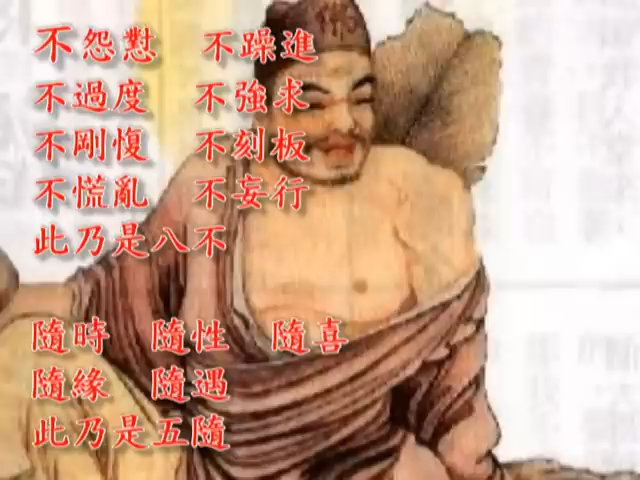 佛
不怨懟　不躁進
不過度　不強求
不剛愎　不刻板
不慌亂　不妄行
此乃是八不
隨時　隨性　隨喜
隨緣　隨遇
此乃是五隨